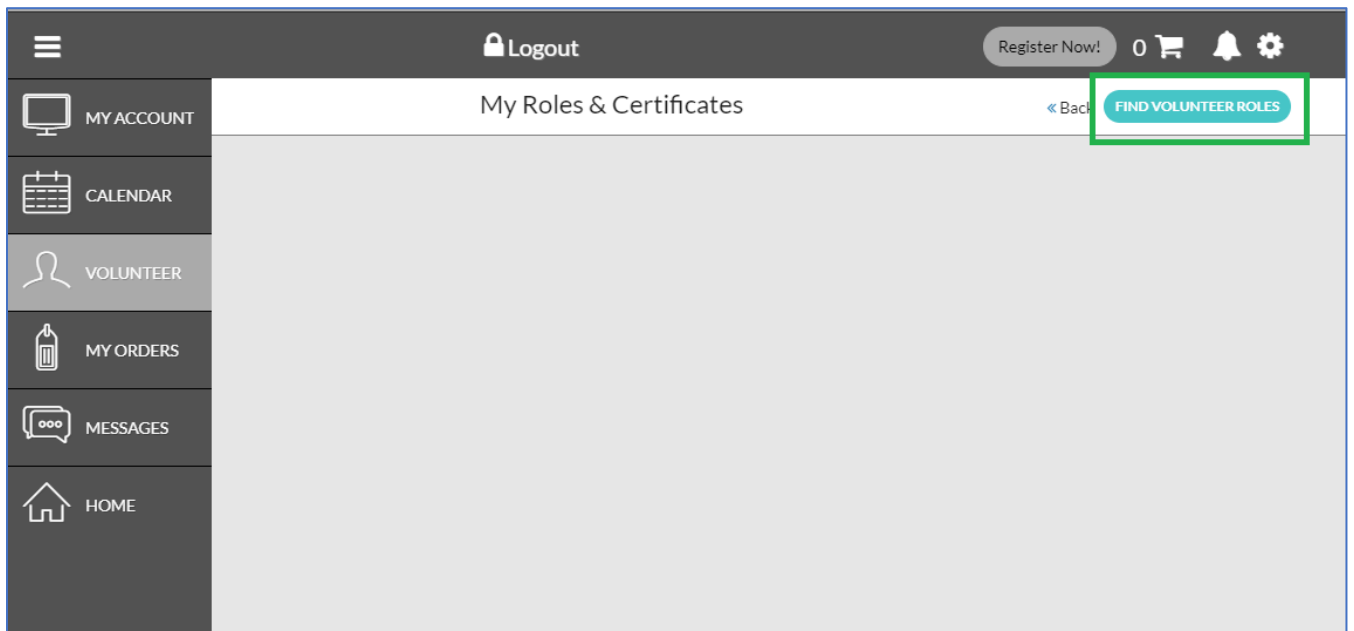 Logout
Register Now!
0
My Roles & Certificates
« Back
FIND VOLUNTEER ROLES
MY ACCOUNT
CALENDAR
VOLUNTEER
MY ORDERS
MESSAGES
HOME